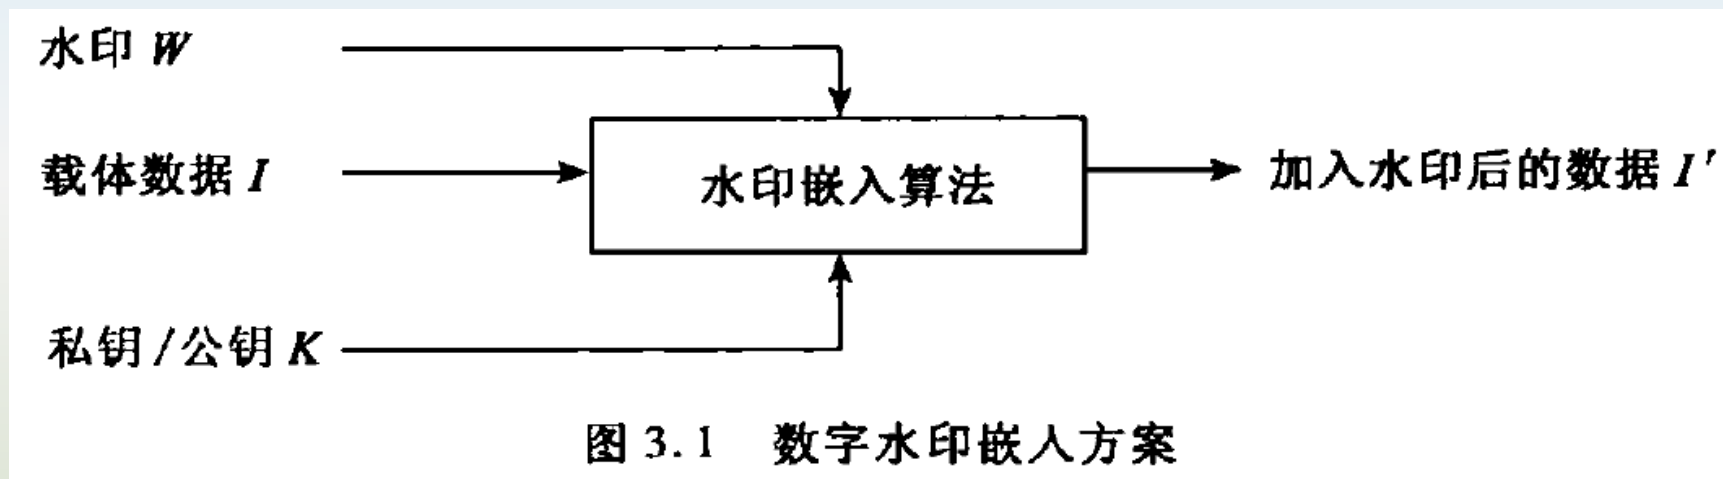 水印 W
载体数据 I
水印嵌入算法
加入水印后的数据 I′
私钥/公钥 K
图 3.1 数字水印嵌入方案